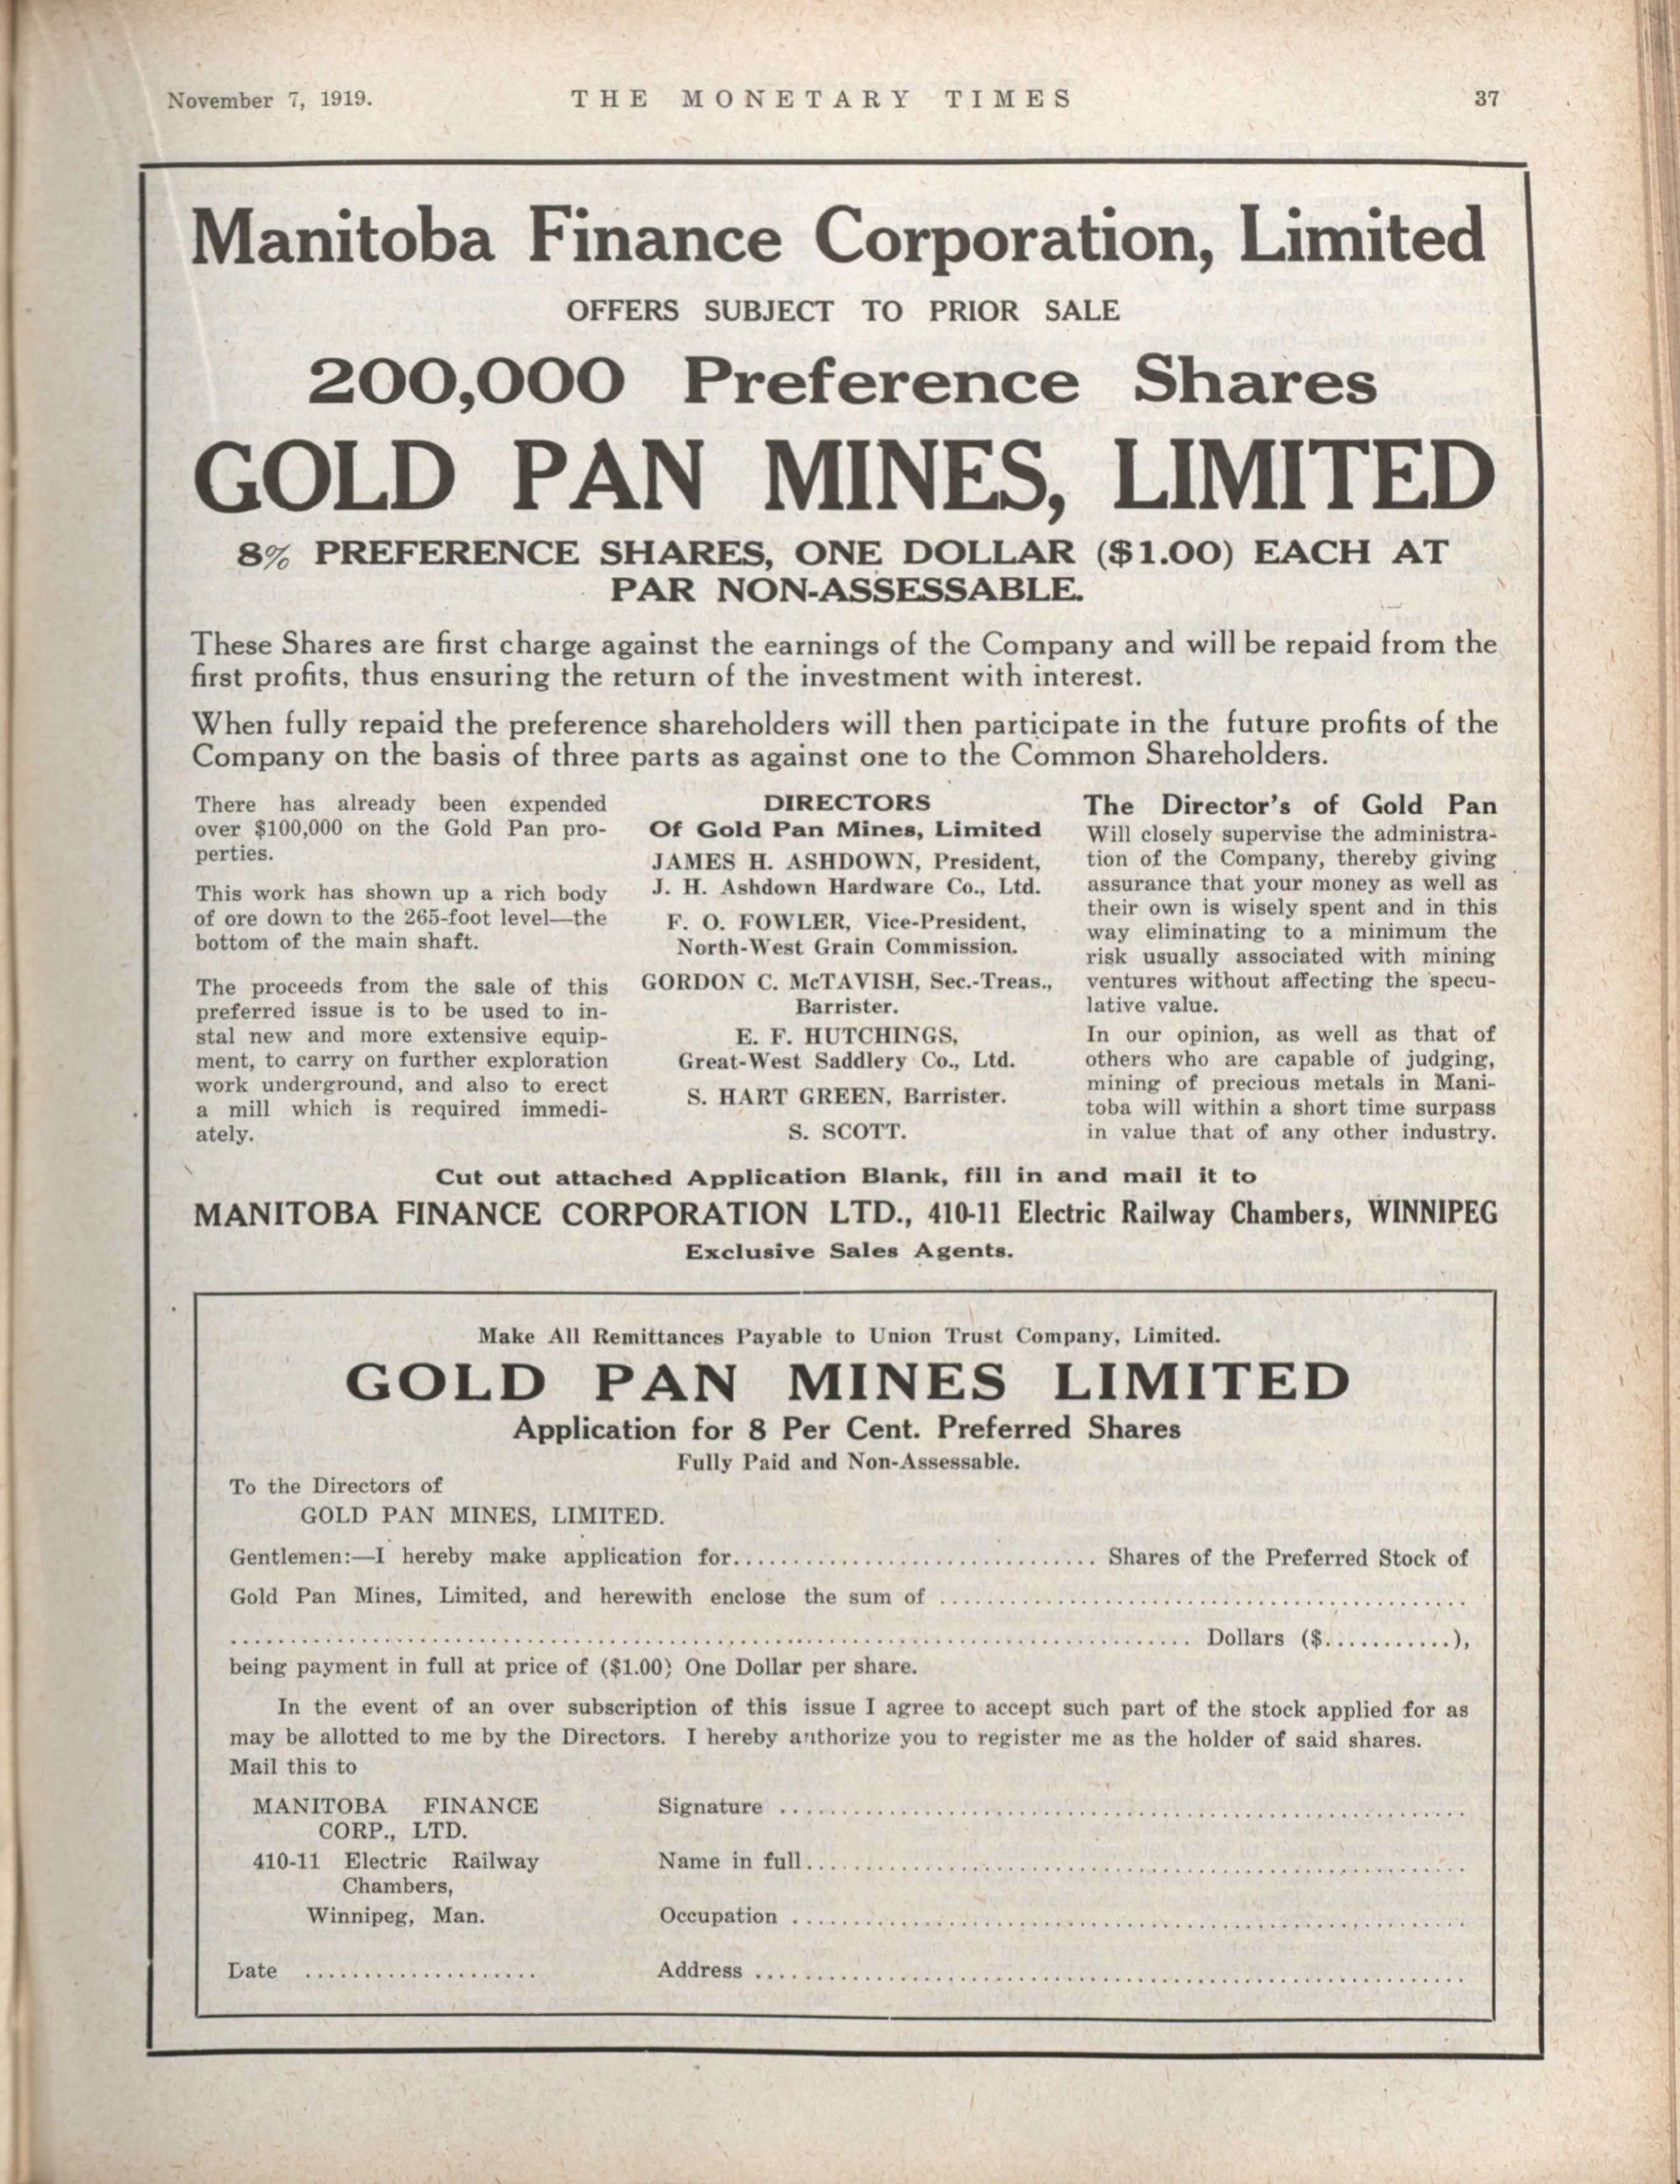 November 7, 1919.
THE MONETARY TIMES
37
Manitoba Finance Corporation, Limited
OFFERS SUBJECT TO PRIOR SALE
200,000 Preference Shares
GOLD PAN MINES, LIMITED
8% PREFERENCE SHARES, ONE DOLLAR ($1.00) EACH AT
PAR NON-ASSESSABLE.
These Shares are first charge against the earnings of the Company and will be repaid from the
first profits, thus ensuring the return of the investment with interest.
When fully repaid the preference shareholders will then participate in the future profits of the
Company on the basis of three parts as against one to the Common Shareholders.
There has already been expended
over $100,000 on the Gold Pan pro-
perties.
This work has shown up a rich body
of ore down to the 265-foot level—the
bottom of the main shaft.
The proceeds from the sale of this
preferred issue is to be used to in-
stal new and more extensive equip-
ment, to carry on further exploration
work underground, and also to erect
a mill which is required immedi-
ately.
DIRECTORS
Of Gold Pan Mines, Limited
JAMES H. ASHDOWN, President,
J. H. Ashdown Hardware Co., Ltd.
F. O. FOWLER, Vice-President,
North-West Grain Commission.
GORDON C. McTAVISH, Sec.-Treas.,
Barrister.
E. F. HUTCHINGS,
Great-West Saddlery Co., Ltd.
S. HART GREEN, Barrister.
S. SCOTT.
The Director's of Gold Pan
Will closely supervise the administra-
tion of the Company, thereby giving
assurance that your money as well as
their own is wisely spent and in this
way eliminating to a minimum the
risk usually associated with mining
ventures without affecting the specu-
lative value.
In our opinion, as well as that of
others who are capable of judging,
mining of precious metals in Mani-
toba will within a short time surpass
in value that of any other industry.
Cut out attached Application Blank, fill in and mail it to
MANITOBA FINANCE CORPORATION LTD., 410-11 Electric Railway Chambers, WINNIPEG
Exclusive Sales Agents.
Make All Remittances Payable to Union Trust Company, Limited.
GOLD PAN MINES LIMITED
Application for 8 Per Cent. Preferred Shares
Fully Paid and Non-Assessable.
To the Directors of
GOLD PAN MINES, LIMITED.
Gentlemen:—I hereby make application for.............................. Shares of the Preferred Stock of
Gold Pan Mines, Limited, and herewith enclose the sum of ............................................
................................................................................ Dollars ($...........),
being payment in full at price of ($1.00) One Dollar per share.
In the event of an over subscription of this issue I agree to accept such part of the stock applied for as
may be allotted to me by the Directors. I hereby authorize you to register me as the holder of said shares.
Mail this to
MANITOBA FINANCE
CORP., LTD.
410-11 Electric Railway
Chambers,
Winnipeg, Man.
Date ....................
Signature .........................................................
Name in full.......................................................
Occupation ........................................................
Address ...........................................................